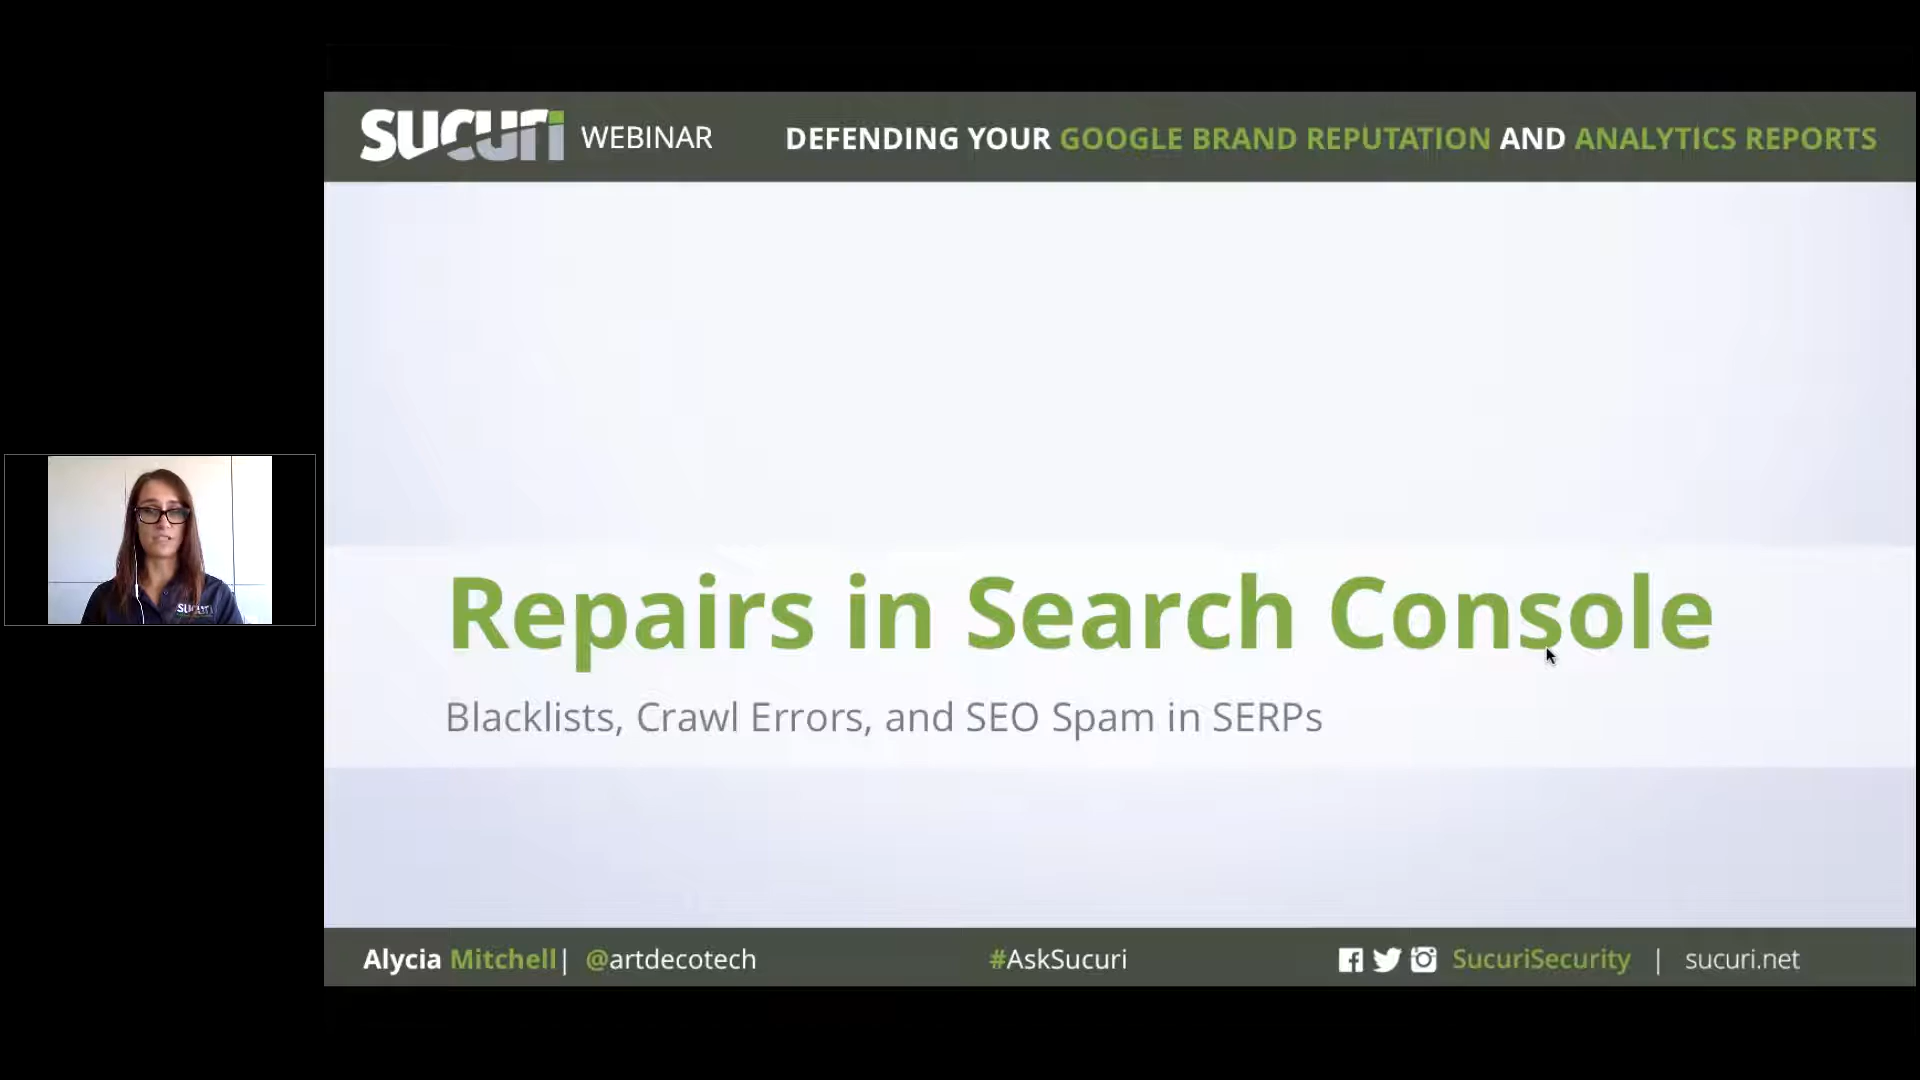 SUCURI WEBINAR DEFENDING YOUR GOOGLE BRAND REPUTATION AND ANALYTICS REPORTS
SUCURI
Repairs in Search Console
Blacklists, Crawl Errors, and SEO Spam in SERPs
Alycia Mitchell | @artdecotech #AskSucuri SucuriSecurity | sucuri.net